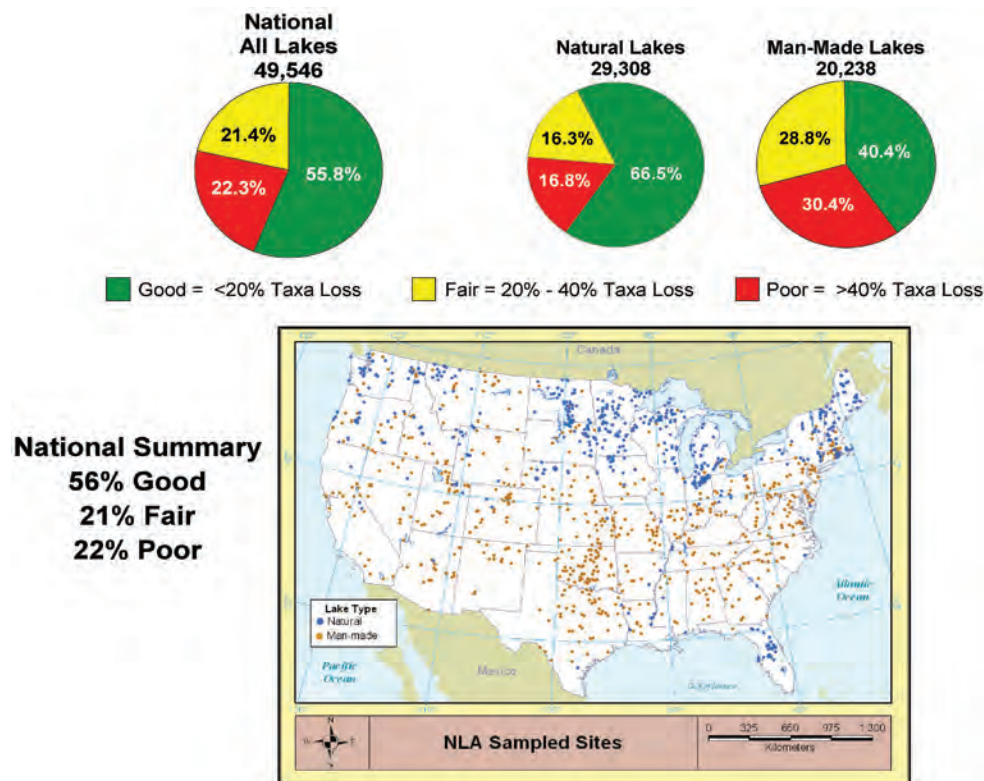 National
All Lakes
49,546
Natural Lakes
29,308
Man-Made Lakes
20,238
21.4%
55.8%
22.3%
16.3%
66.5%
16.8%
28.8%
40.4%
30.4%
Good = <20% Taxa Loss
Fair = 20% - 40% Taxa Loss
Poor = >40% Taxa Loss
National Summary
56% Good
21% Fair
22% Poor
Canada
Atlantic
Ocean
Lake Type
Natural
Man-made
Pacific
Ocean
Mexico
N
W
S
NLA Sampled Sites
0 325 650 975 1,300
Kilometers